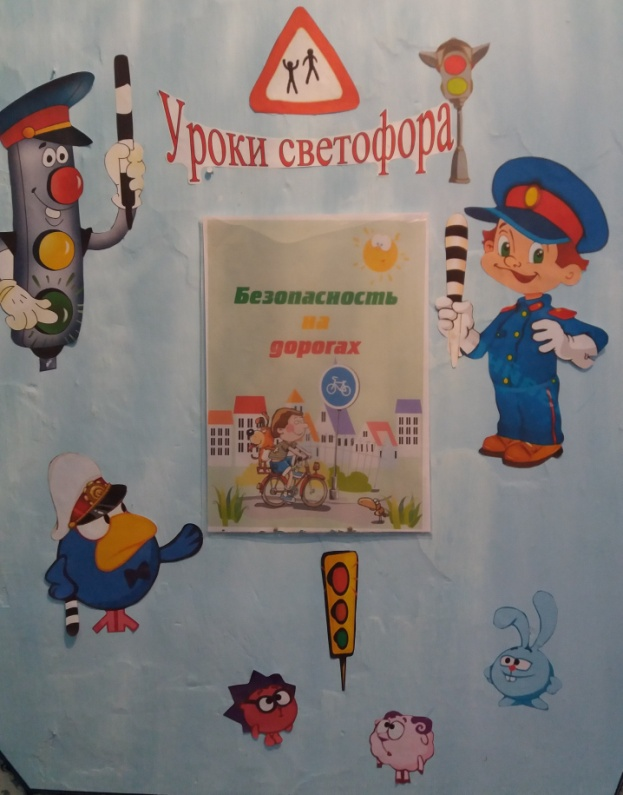 Уроки светофора
Безопасность
на
дорогах